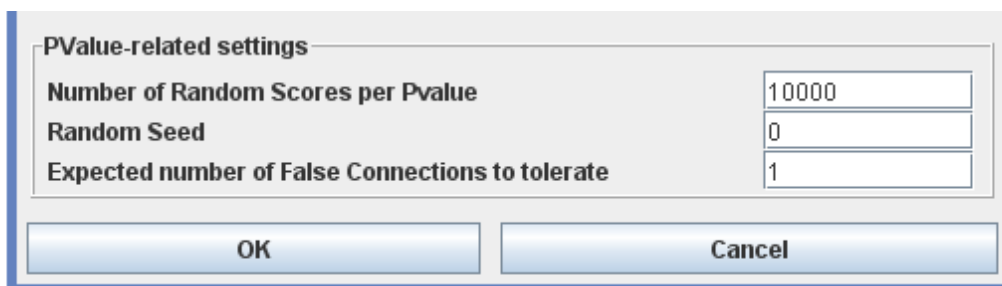 PValue-related settings
Number of Random Scores per Pvalue 10000
Random Seed 0
Expected number of False Connections to tolerate 1
OK Cancel